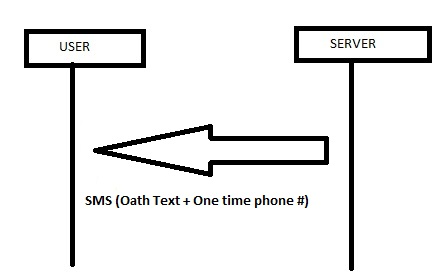 USER
SERVER
SMS (Oath Text + One time phone #)